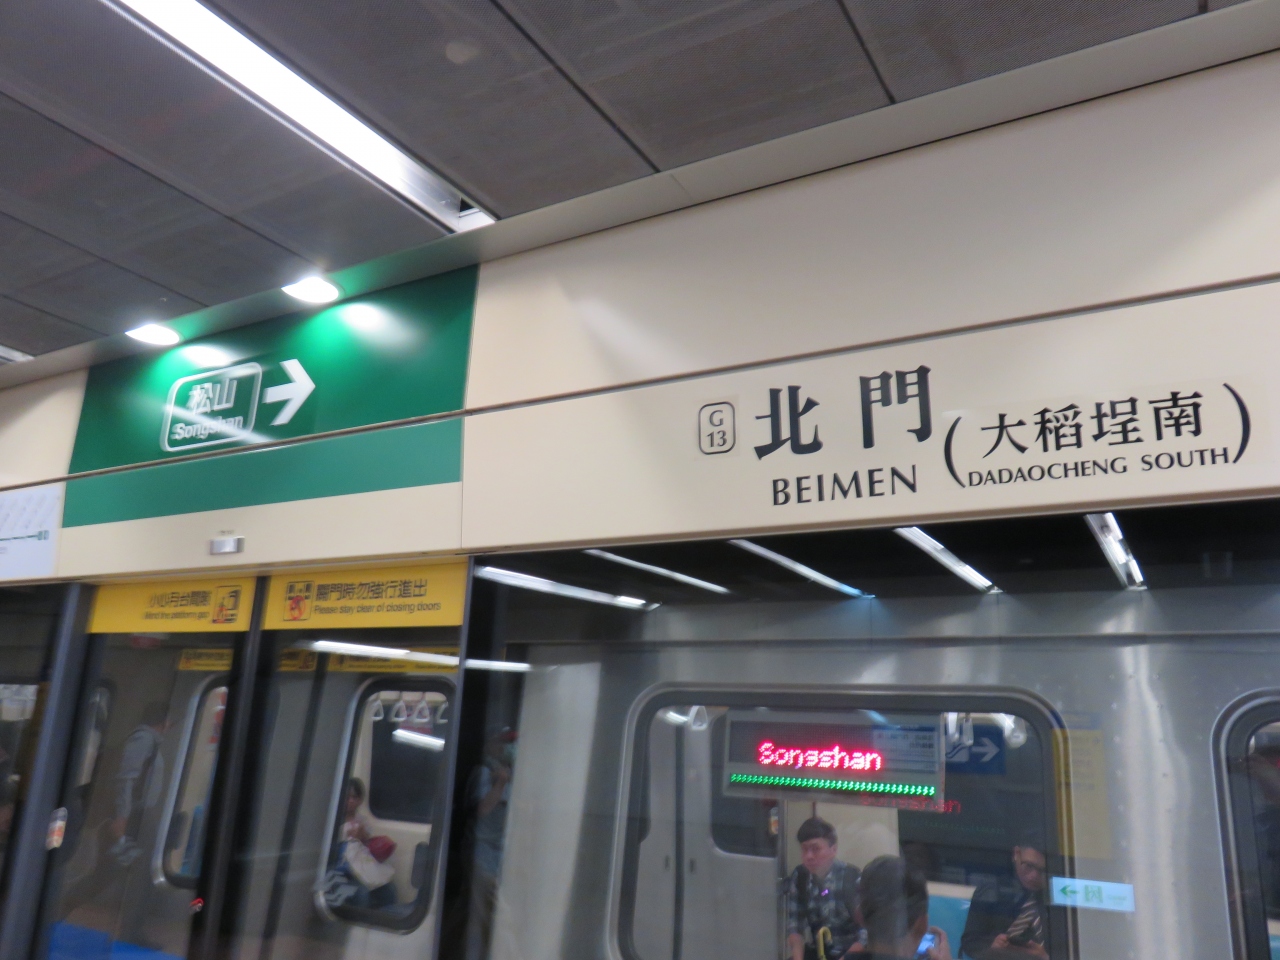 松山
Songshan
G
13
北門
BEIMEN
(大稻埕南)
DADAOCHENG SOUTH
小心月台間隙
Mind the platform gap
關門時勿強行進出
Please stay clear of closing doors
Songshan
Songshan